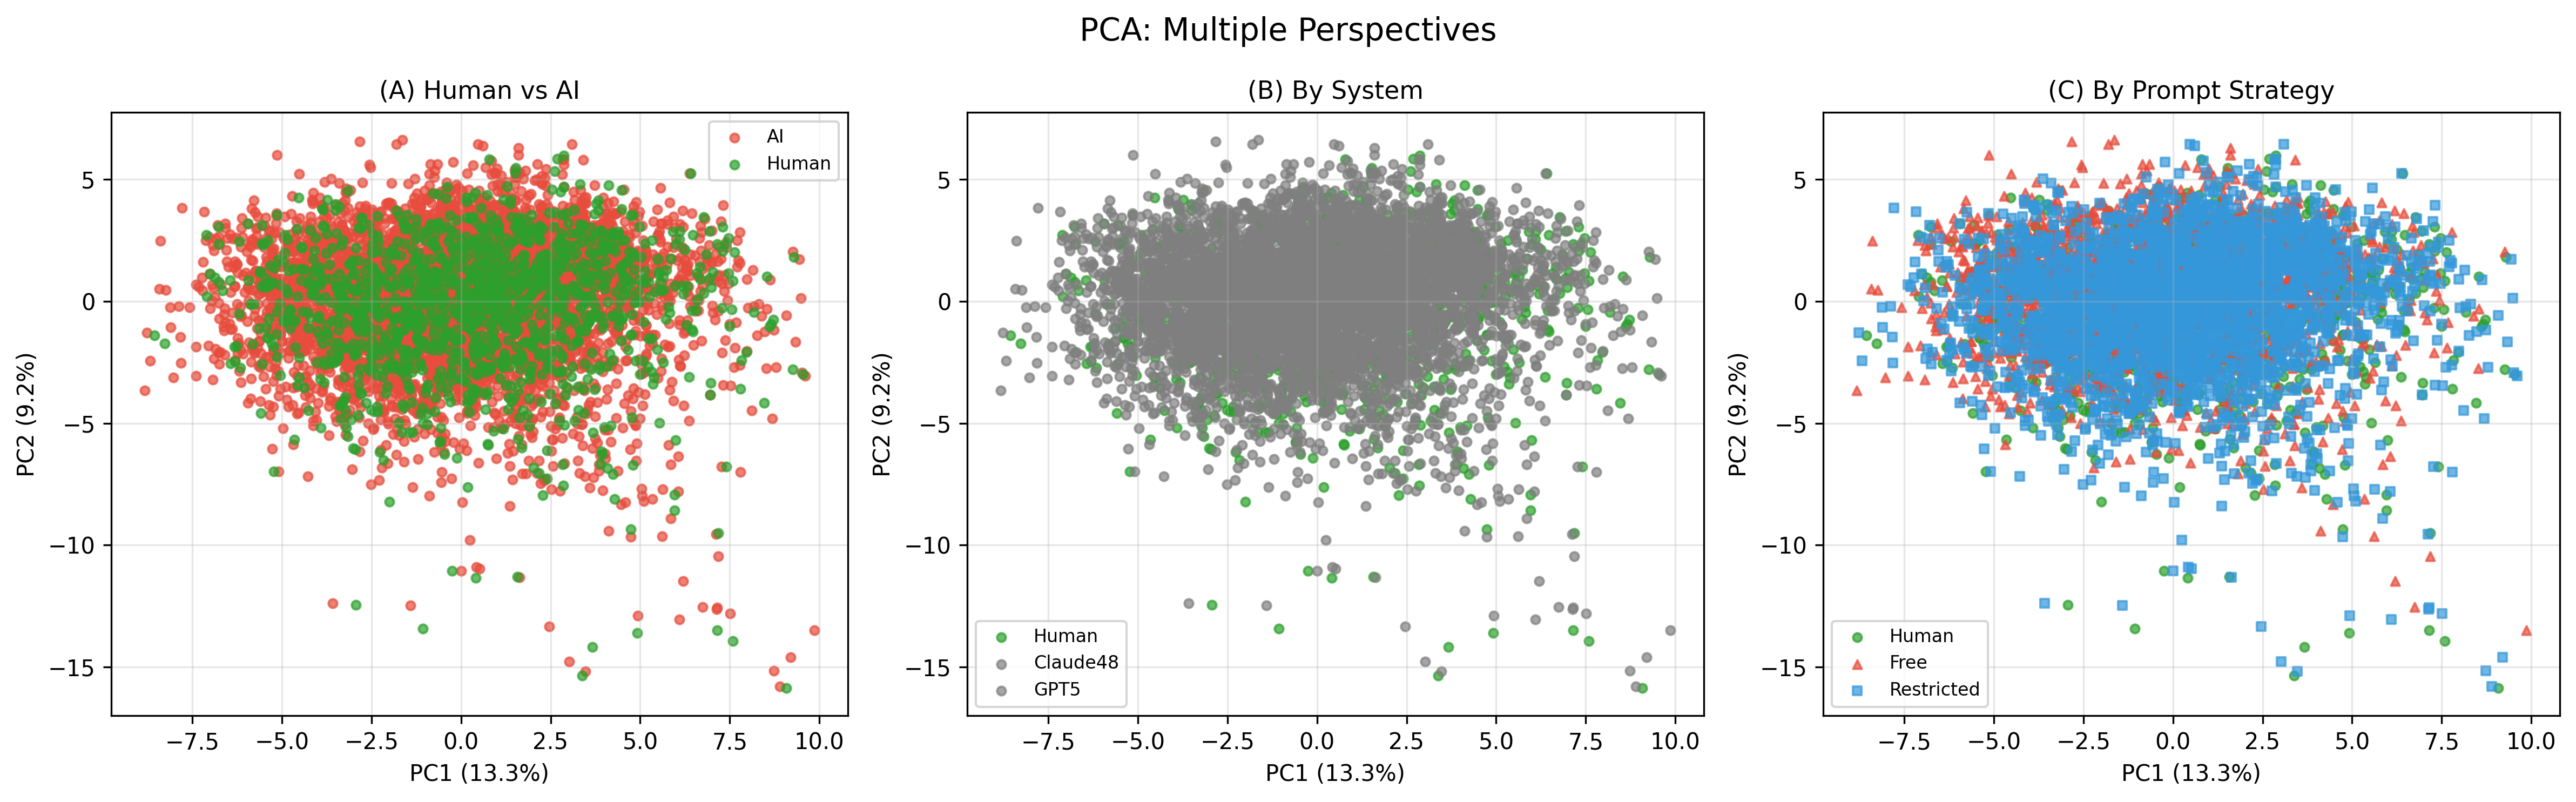 PCA: Multiple Perspectives
(A) Human vs AI
AI
Human
5
0
−5
−10
−15
−7.5 −5.0 −2.5 0.0 2.5 5.0 7.5 10.0
PC1 (13.3%)
PC2 (9.2%)
(B) By System
5
0
−5
−10
−15
Human
Claude48
GPT5
−7.5 −5.0 −2.5 0.0 2.5 5.0 7.5 10.0
PC1 (13.3%)
PC2 (9.2%)
(C) By Prompt Strategy
5
0
−5
−10
−15
Human
Free
Restricted
−7.5 −5.0 −2.5 0.0 2.5 5.0 7.5 10.0
PC1 (13.3%)
PC2 (9.2%)